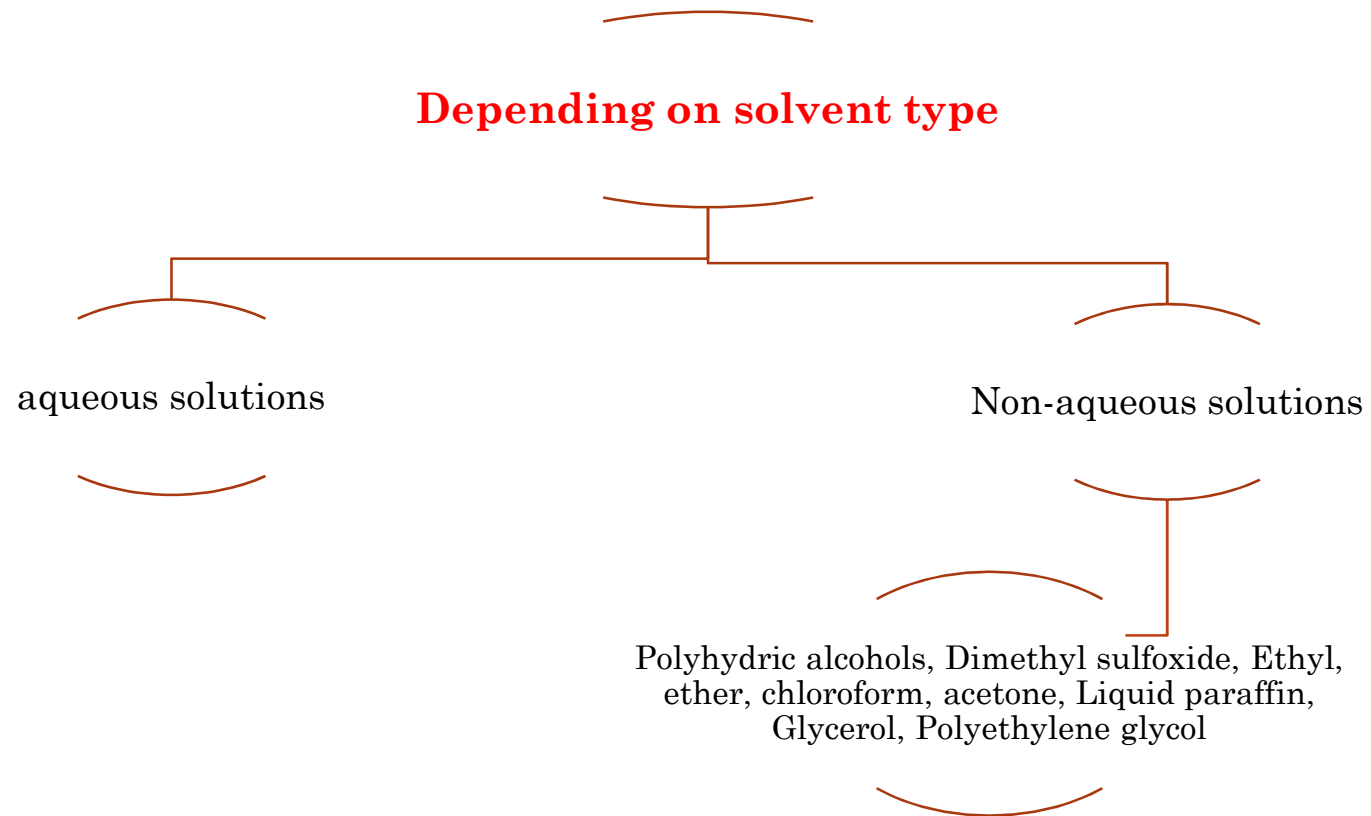 Depending on solvent type
aqueous solutions
Non-aqueous solutions
Polyhydric alcohols, Dimethyl sulfoxide, Ethyl,
ether, chloroform, acetone, Liquid paraffin,
Glycerol, Polyethylene glycol